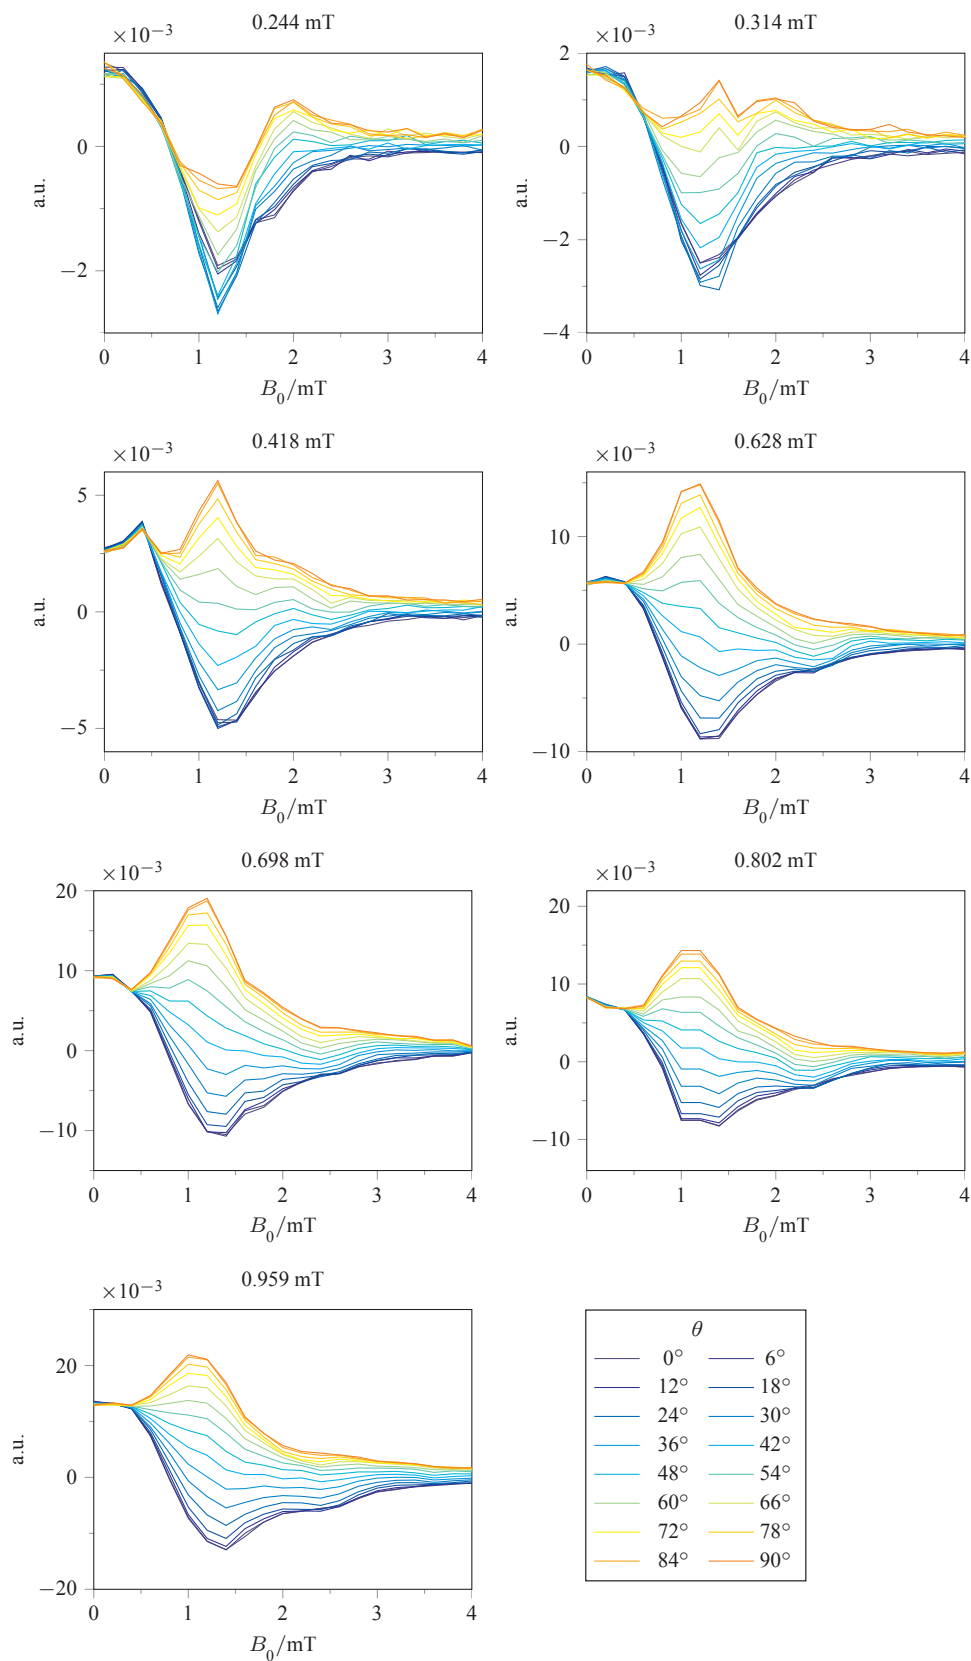 0.244 mT
×10−3
0
−2
a.u.
0 1 2 3 4
B0/mT
0.314 mT
×10−3
2
0
−2
−4
a.u.
0 1 2 3 4
B0/mT
0.418 mT
×10−3
5
0
−5
a.u.
0 1 2 3 4
B0/mT
0.628 mT
×10−3
10
0
−10
a.u.
0 1 2 3 4
B0/mT
0.698 mT
×10−3
20
10
0
−10
a.u.
0 1 2 3 4
B0/mT
0.802 mT
×10−3
20
10
0
−10
a.u.
0 1 2 3 4
B0/mT
0.959 mT
×10−3
20
0
−20
a.u.
0 1 2 3 4
B0/mT
θ
0° 6°
12° 18°
24° 30°
36° 42°
48° 54°
60° 66°
72° 78°
84° 90°